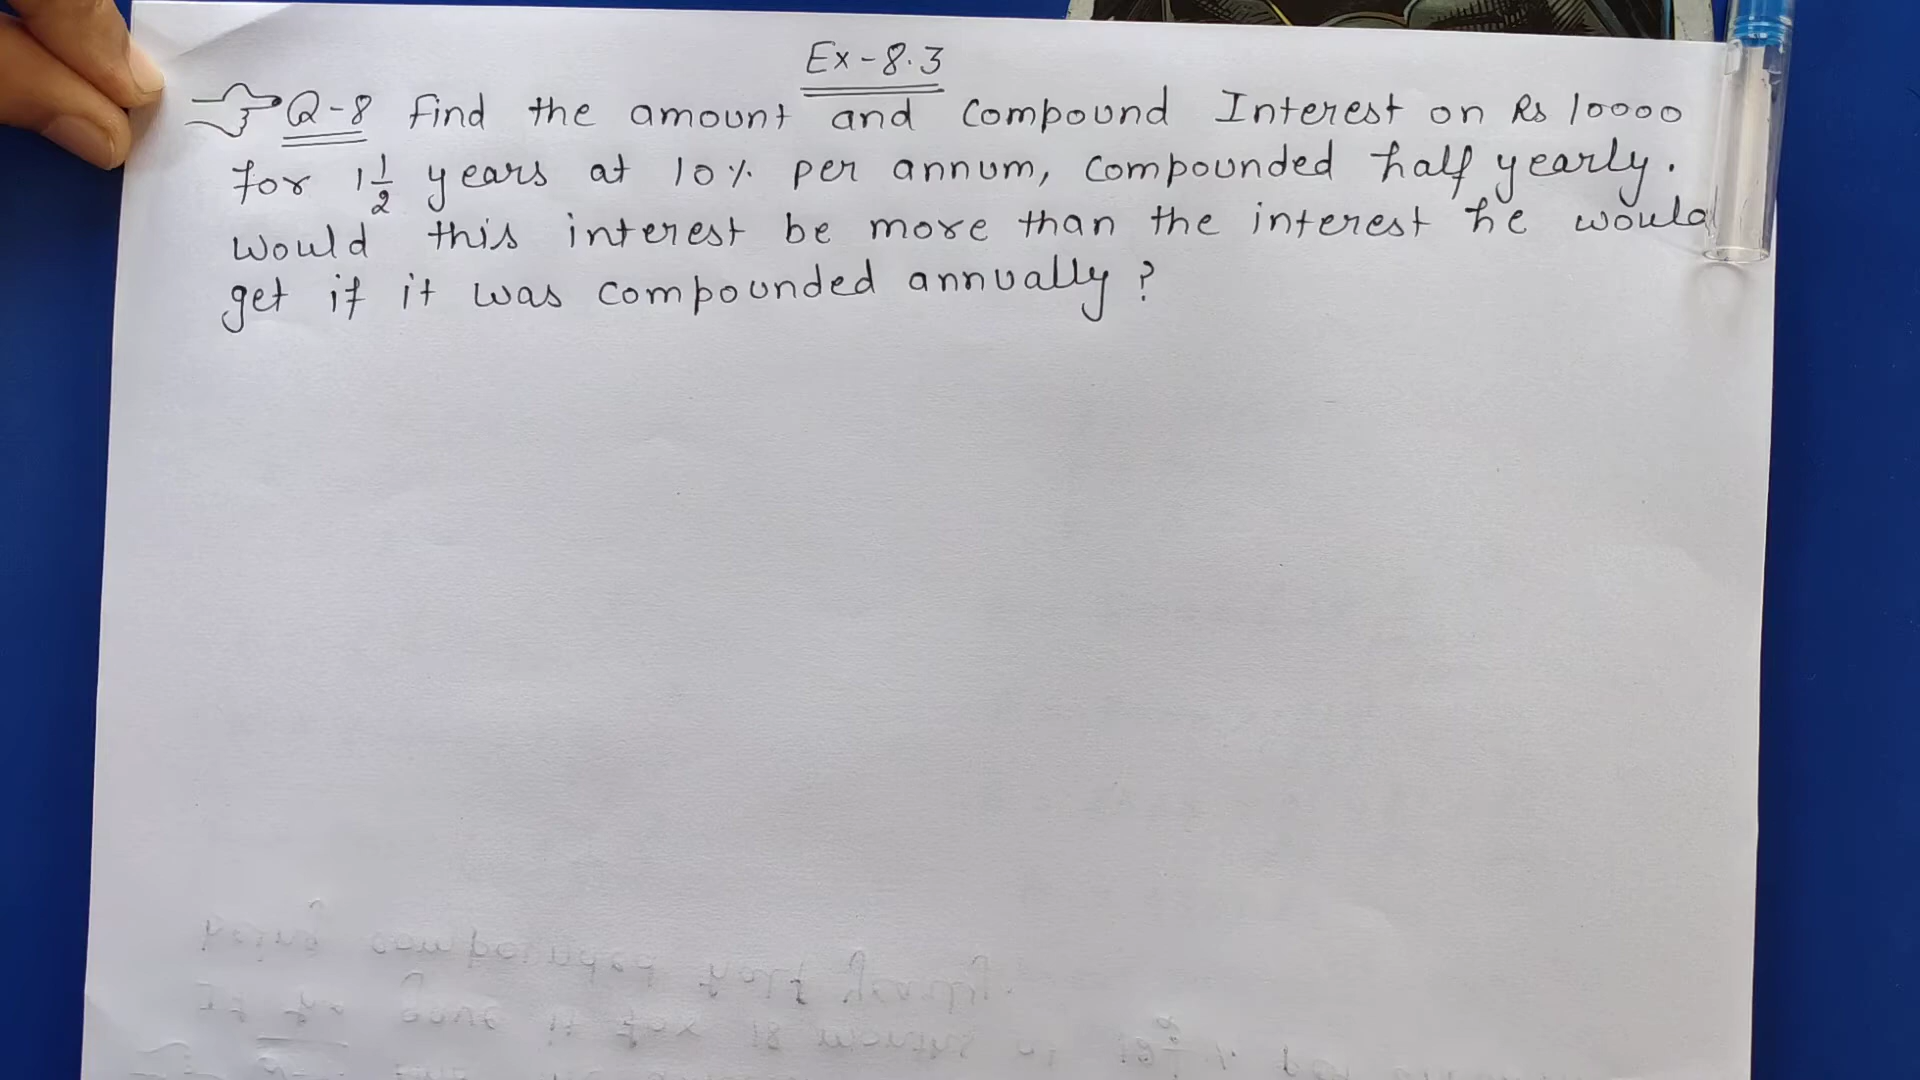 Ex-8.3
Q-8 Find the amount and Compound Interest on Rs 10000
for 1 1/2 years at 10% per annum, compounded half yearly.
Would this interest be more than the interest he would
get if it was compounded annually?